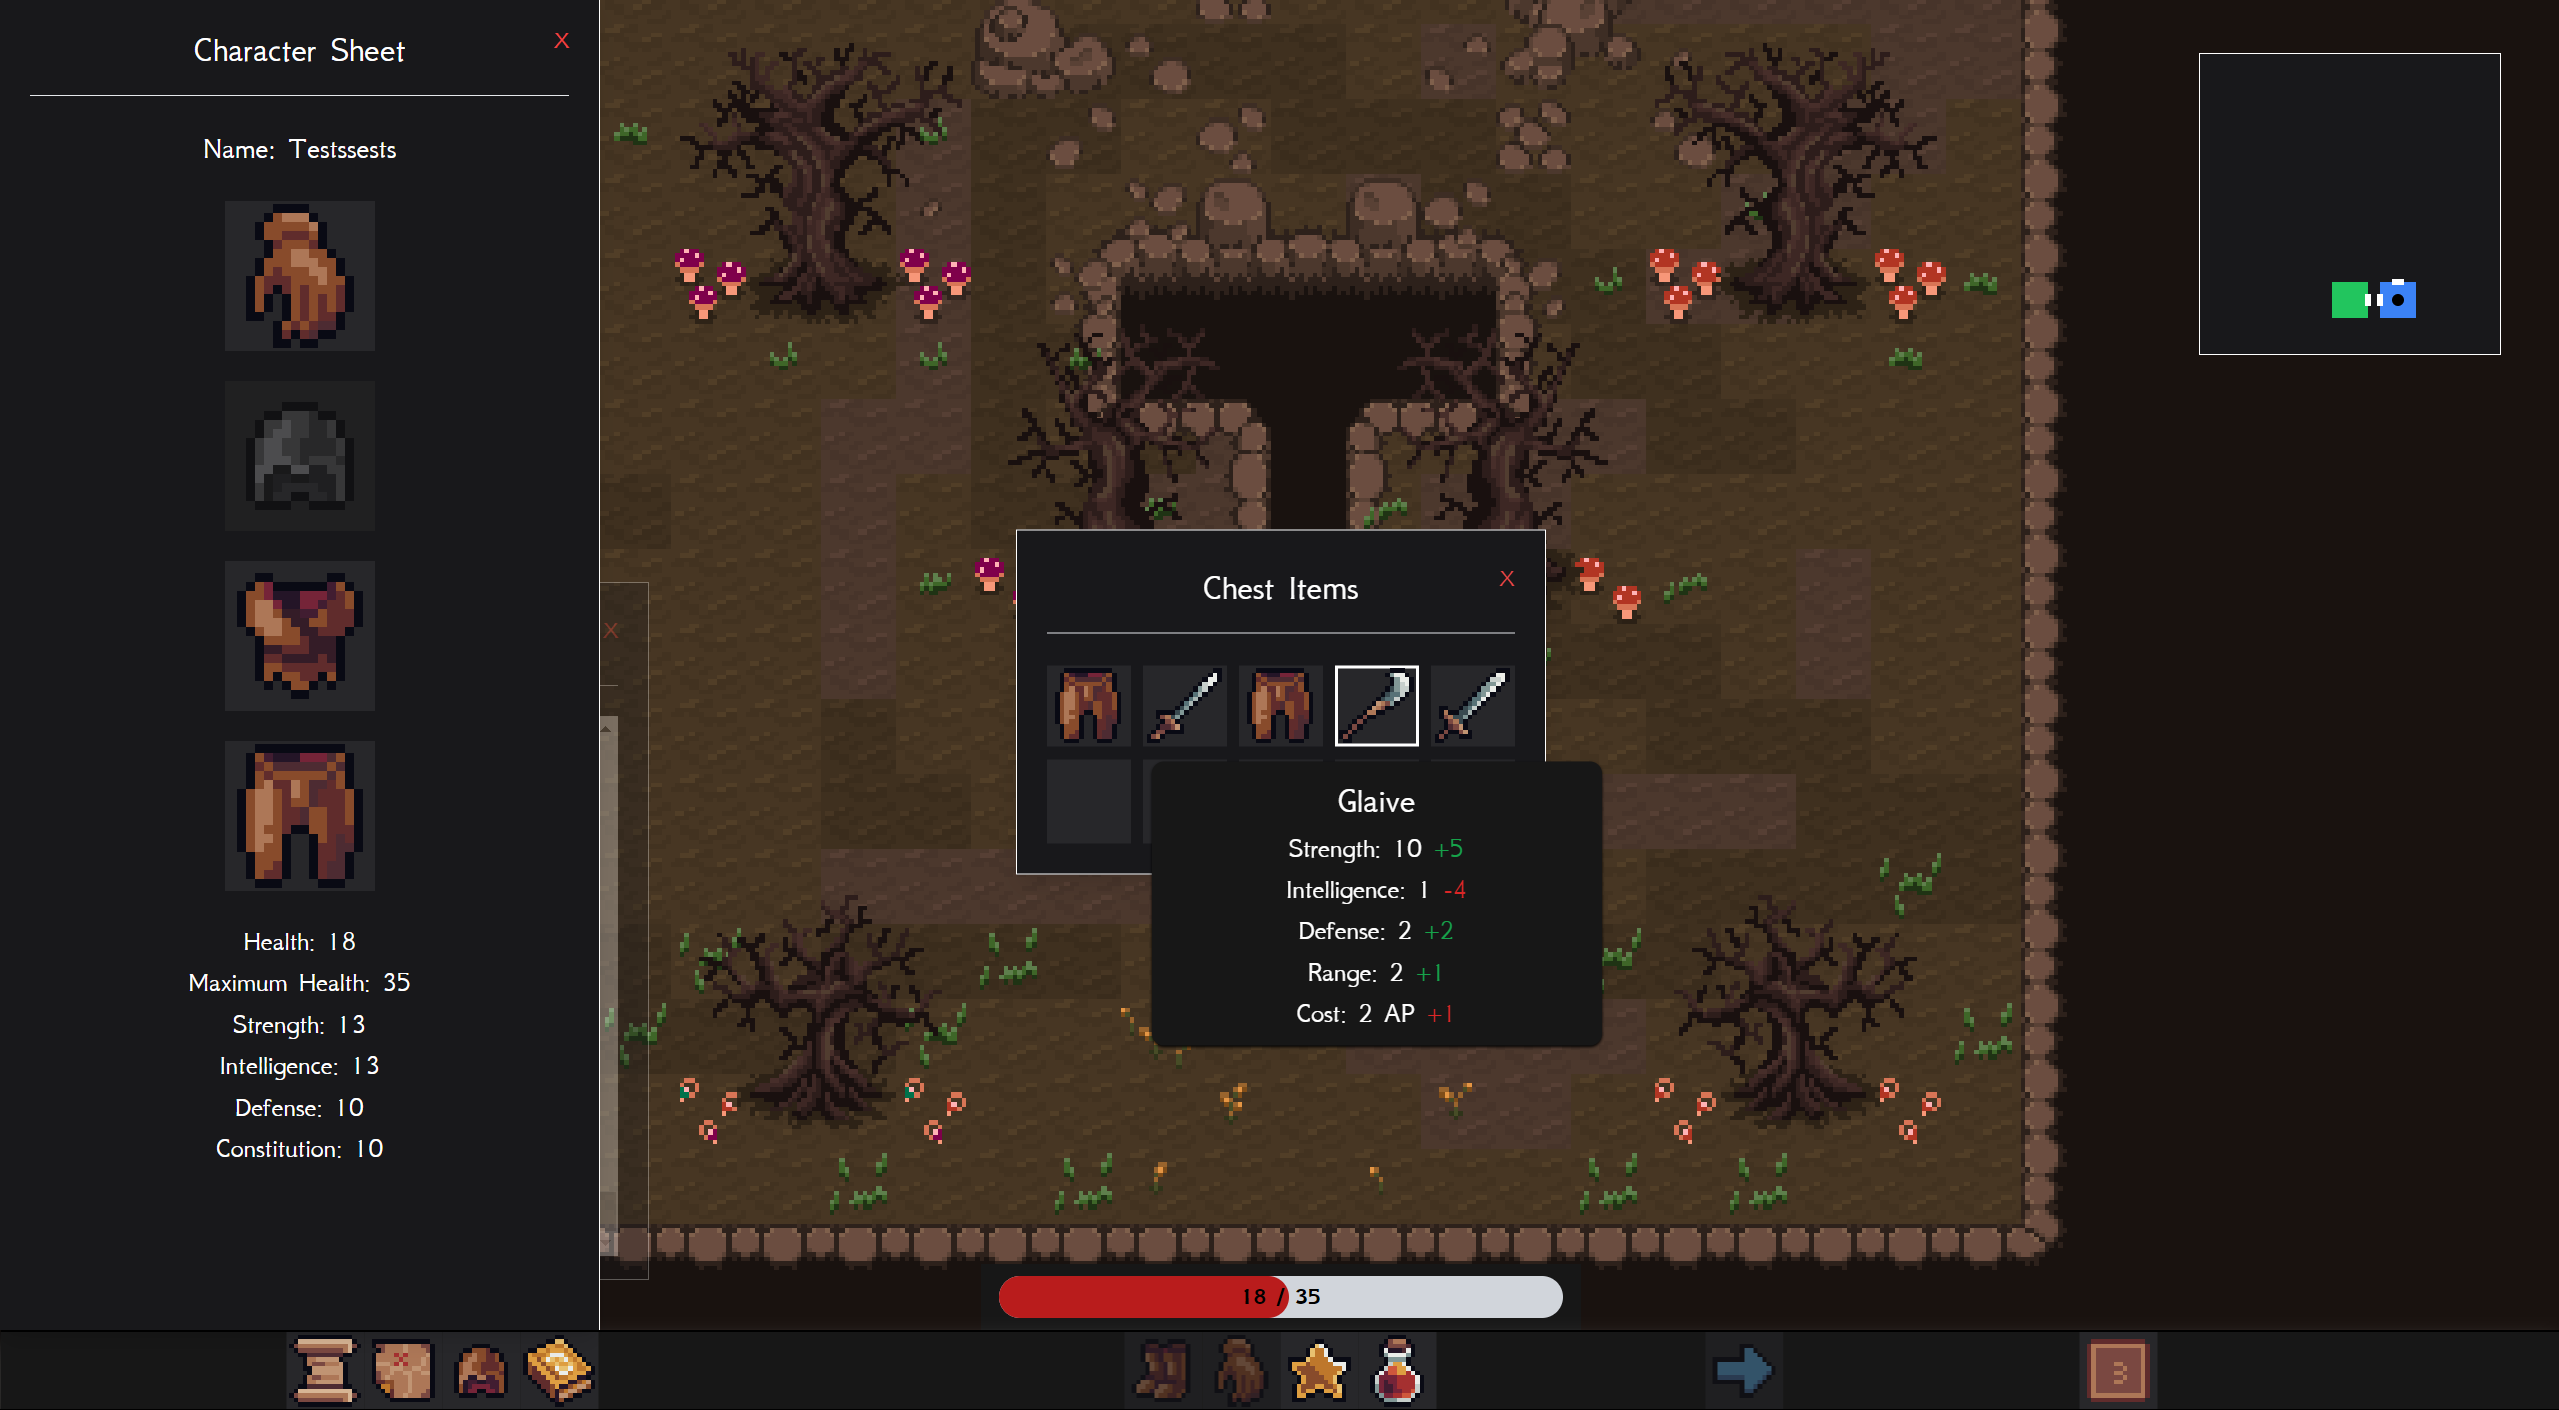 Character Sheet
X
Name: Testssests
Health: 18
Maximum Health: 35
Strength: 13
Intelligence: 13
Defense: 10
Constitution: 10
X
Chest Items
X
Glaive
Strength: 10 +5
Intelligence: 1 -4
Defense: 2 +2
Range: 2 +1
Cost: 2 AP +1
18 / 35
3